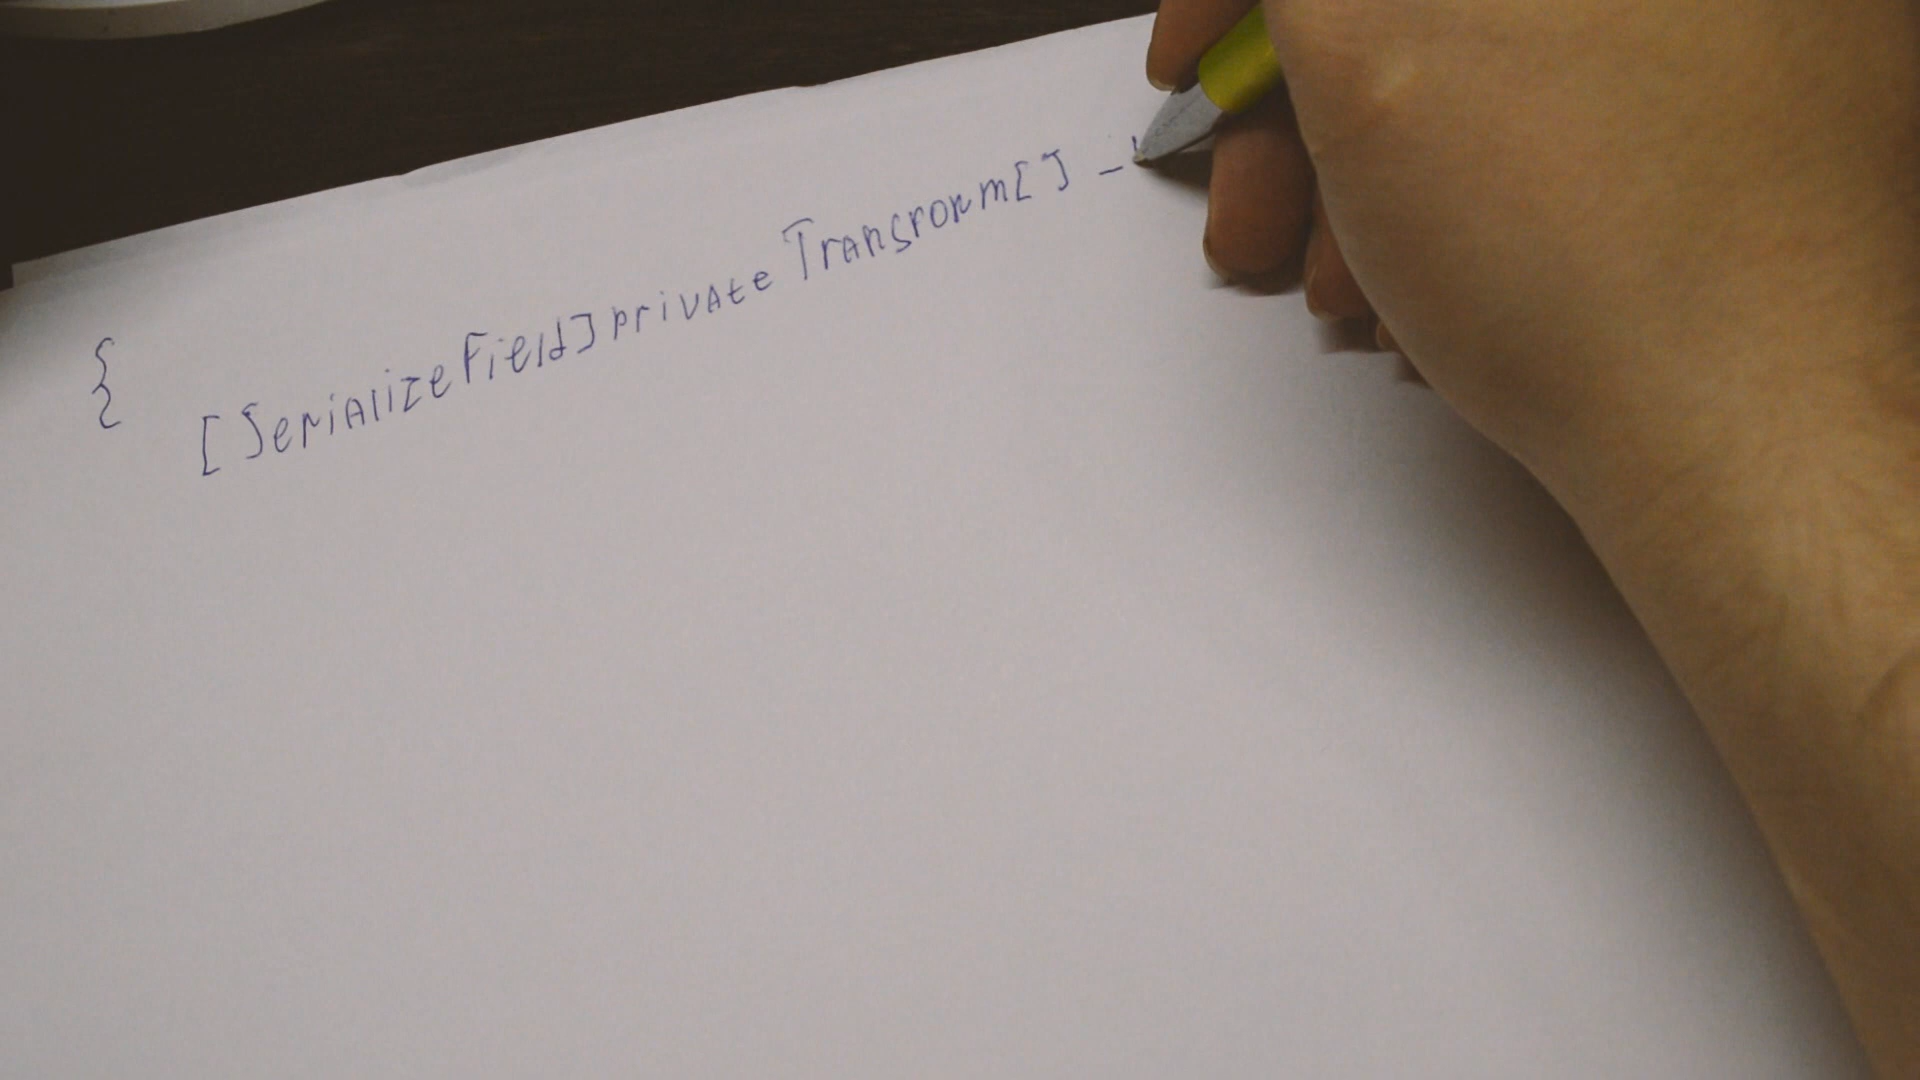 {
[SerializeField] private Transform[] _